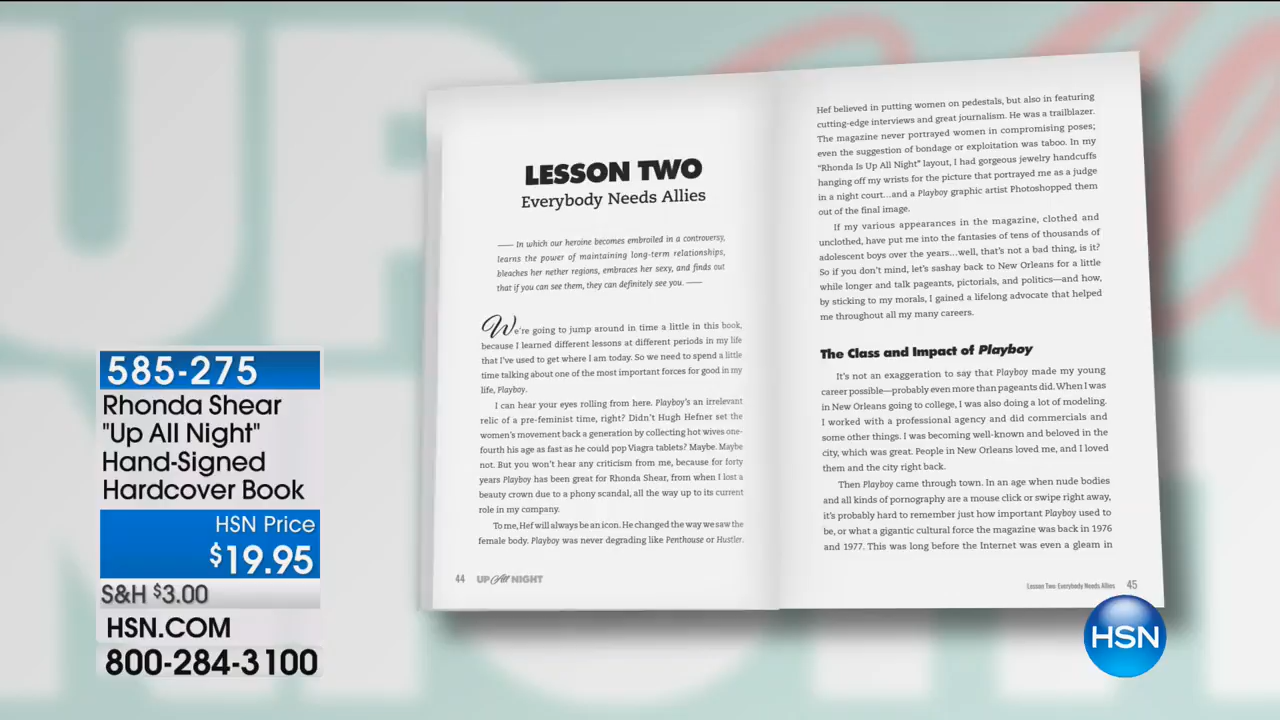 585-275
Rhonda Shear
"Up All Night"
Hand-Signed
Hardcover Book
HSN Price
$19.95
S&H $3.00
HSN.COM
800-284-3100
LESSON TWO
Everybody Needs Allies
—— In which our heroine becomes embroiled in a controversy,
learns the power of maintaining long-term relationships,
bleaches her nether regions, embraces her sexy, and finds out
that if you can see them, they can definitely see you. ——
We're going to jump around in time a little in this book,
because I learned different lessons at different periods in my life
that I've used to get where I am today. So we need to spend a little
time talking about one of the most important forces for good in my
life, Playboy.
I can hear your eyes rolling from here. Playboy's an irrelevant
relic of a pre-feminist time, right? Didn't Hugh Hefner set the
women's movement back a generation by collecting hot wives one-
fourth his age as fast as he could pop Viagra tablets? Maybe. Maybe
not. But you won't hear any criticism from me, because for forty
years Playboy has been great for Rhonda Shear, from when I lost a
beauty crown due to a phony scandal, all the way up to its current
role in my company.
To me, Hef will always be an icon. He changed the way we saw the
female body. Playboy was never degrading like Penthouse or Hustler.
44 UP All NIGHT
Hef believed in putting women on pedestals, but also in featuring
cutting-edge interviews and great journalism. He was a trailblazer.
The magazine never portrayed women in compromising poses;
even the suggestion of bondage or exploitation was taboo. In my
"Rhonda Is Up All Night" layout, I had gorgeous jewelry handcuffs
hanging off my wrists for the picture that portrayed me as a judge
in a night court...and a Playboy graphic artist Photoshopped them
out of the final image.
If my various appearances in the magazine, clothed and
unclothed, have put me into the fantasies of tens of thousands of
adolescent boys over the years...well, that's not a bad thing, is it?
So if you don't mind, let's sashay back to New Orleans for a little
while longer and talk pageants, pictorials, and politics—and how,
by sticking to my morals, I gained a lifelong advocate that helped
me throughout all my many careers.
The Class and Impact of Playboy
It's not an exaggeration to say that Playboy made my young
career possible—probably even more than pageants did. When I was
in New Orleans going to college, I was also doing a lot of modeling.
I worked with a professional agency and did commercials and
some other things. I was becoming well-known and beloved in the
city, which was great. People in New Orleans loved me, and I loved
them and the city right back.
Then Playboy came through town. In an age when nude bodies
and all kinds of pornography are a mouse click or swipe right away,
it's probably hard to remember just how important Playboy used to
be, or what a gigantic cultural force the magazine was back in 1976
and 1977. This was long before the Internet was even a gleam in
Lesson Two: Everybody Needs Allies 45
HSN